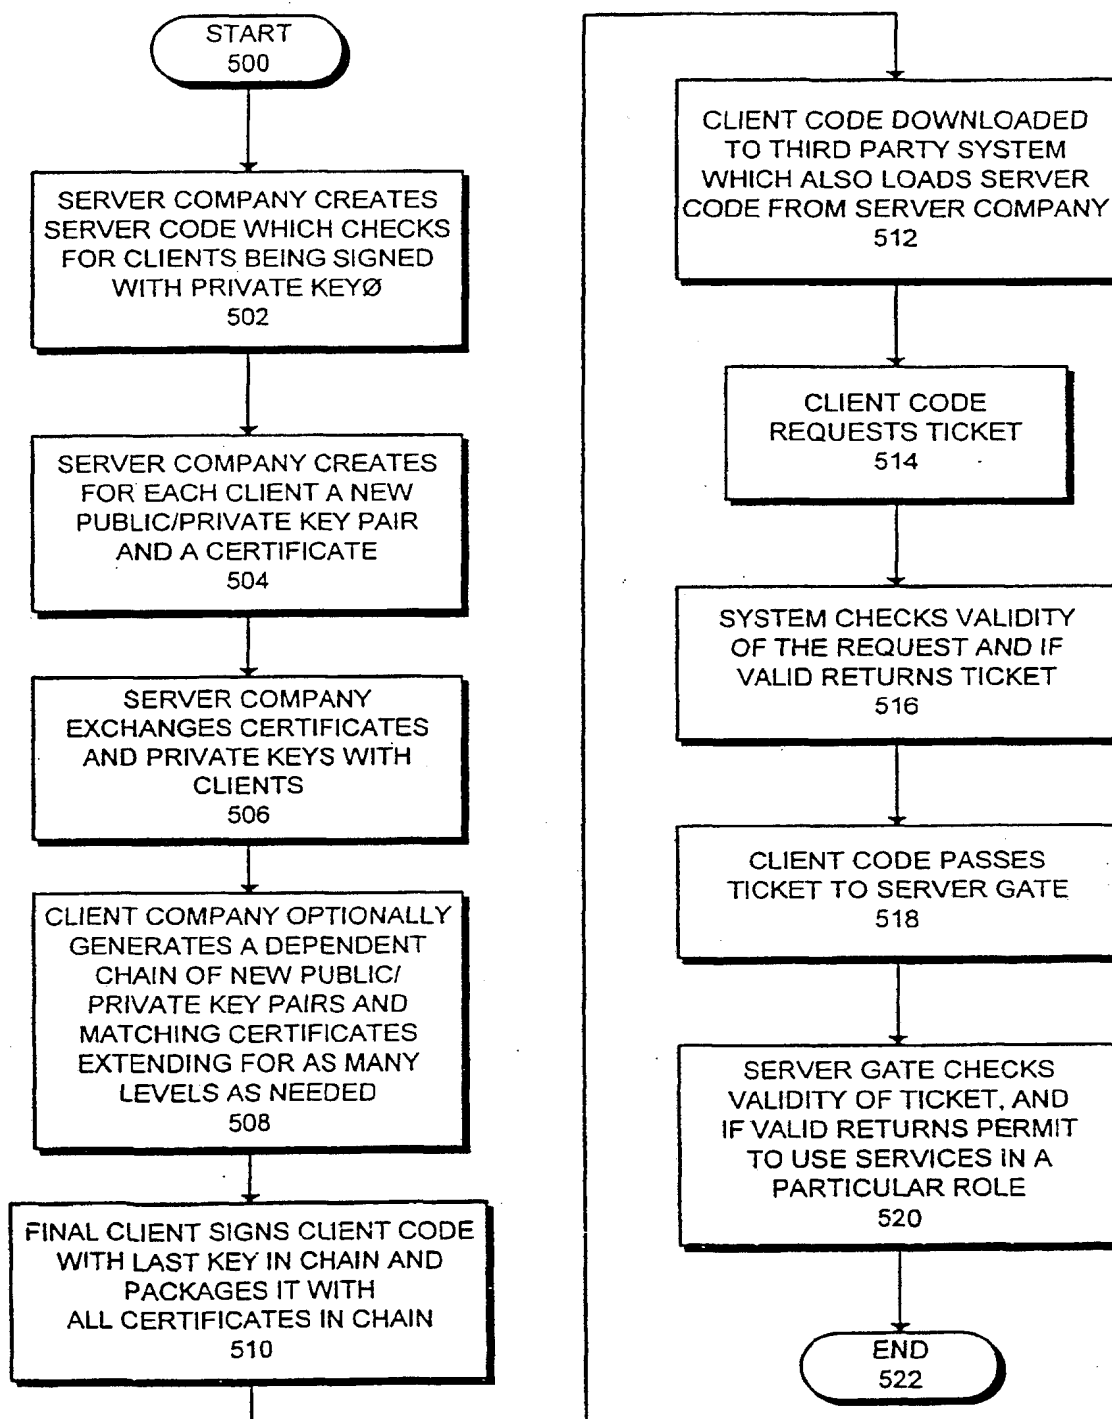 START
500
SERVER COMPANY CREATES
SERVER CODE WHICH CHECKS
FOR CLIENTS BEING SIGNED
WITH PRIVATE KEYØ
502
SERVER COMPANY CREATES
FOR EACH CLIENT A NEW
PUBLIC/PRIVATE KEY PAIR
AND A CERTIFICATE
504
SERVER COMPANY
EXCHANGES CERTIFICATES
AND PRIVATE KEYS WITH
CLIENTS
506
CLIENT COMPANY OPTIONALLY
GENERATES A DEPENDENT
CHAIN OF NEW PUBLIC/
PRIVATE KEY PAIRS AND
MATCHING CERTIFICATES
EXTENDING FOR AS MANY
LEVELS AS NEEDED
508
FINAL CLIENT SIGNS CLIENT CODE
WITH LAST KEY IN CHAIN AND
PACKAGES IT WITH
ALL CERTIFICATES IN CHAIN
510
CLIENT CODE DOWNLOADED
TO THIRD PARTY SYSTEM
WHICH ALSO LOADS SERVER
CODE FROM SERVER COMPANY
512
CLIENT CODE
REQUESTS TICKET
514
SYSTEM CHECKS VALIDITY
OF THE REQUEST AND IF
VALID RETURNS TICKET
516
CLIENT CODE PASSES
TICKET TO SERVER GATE
518
SERVER GATE CHECKS
VALIDITY OF TICKET, AND
IF VALID RETURNS PERMIT
TO USE SERVICES IN A
PARTICULAR ROLE
520
END
522